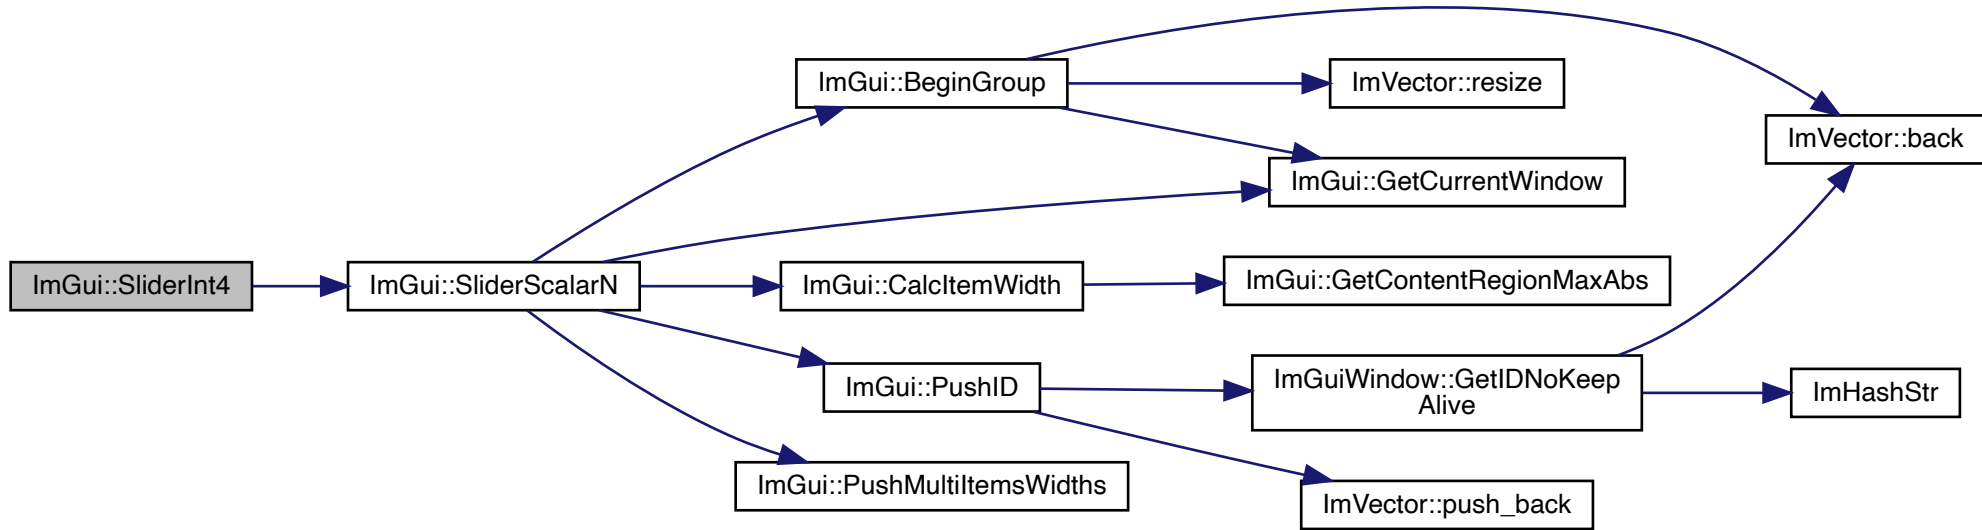 ImGui::SliderInt4
ImGui::SliderScalarN
ImGui::BeginGroup
ImGui::CalcItemWidth
ImGui::PushID
ImGui::PushMultiItemsWidths
ImVector::resize
ImGui::GetCurrentWindow
ImGui::GetContentRegionMaxAbs
ImGuiWindow::GetIDNoKeep
Alive
ImVector::push_back
ImVector::back
ImHashStr